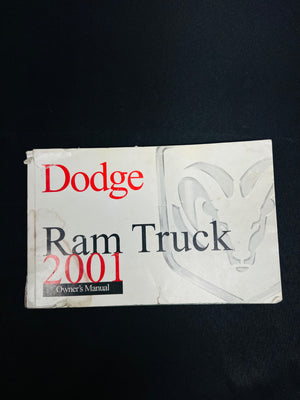 Dodge
Ram Truck
2001
Owner's Manual